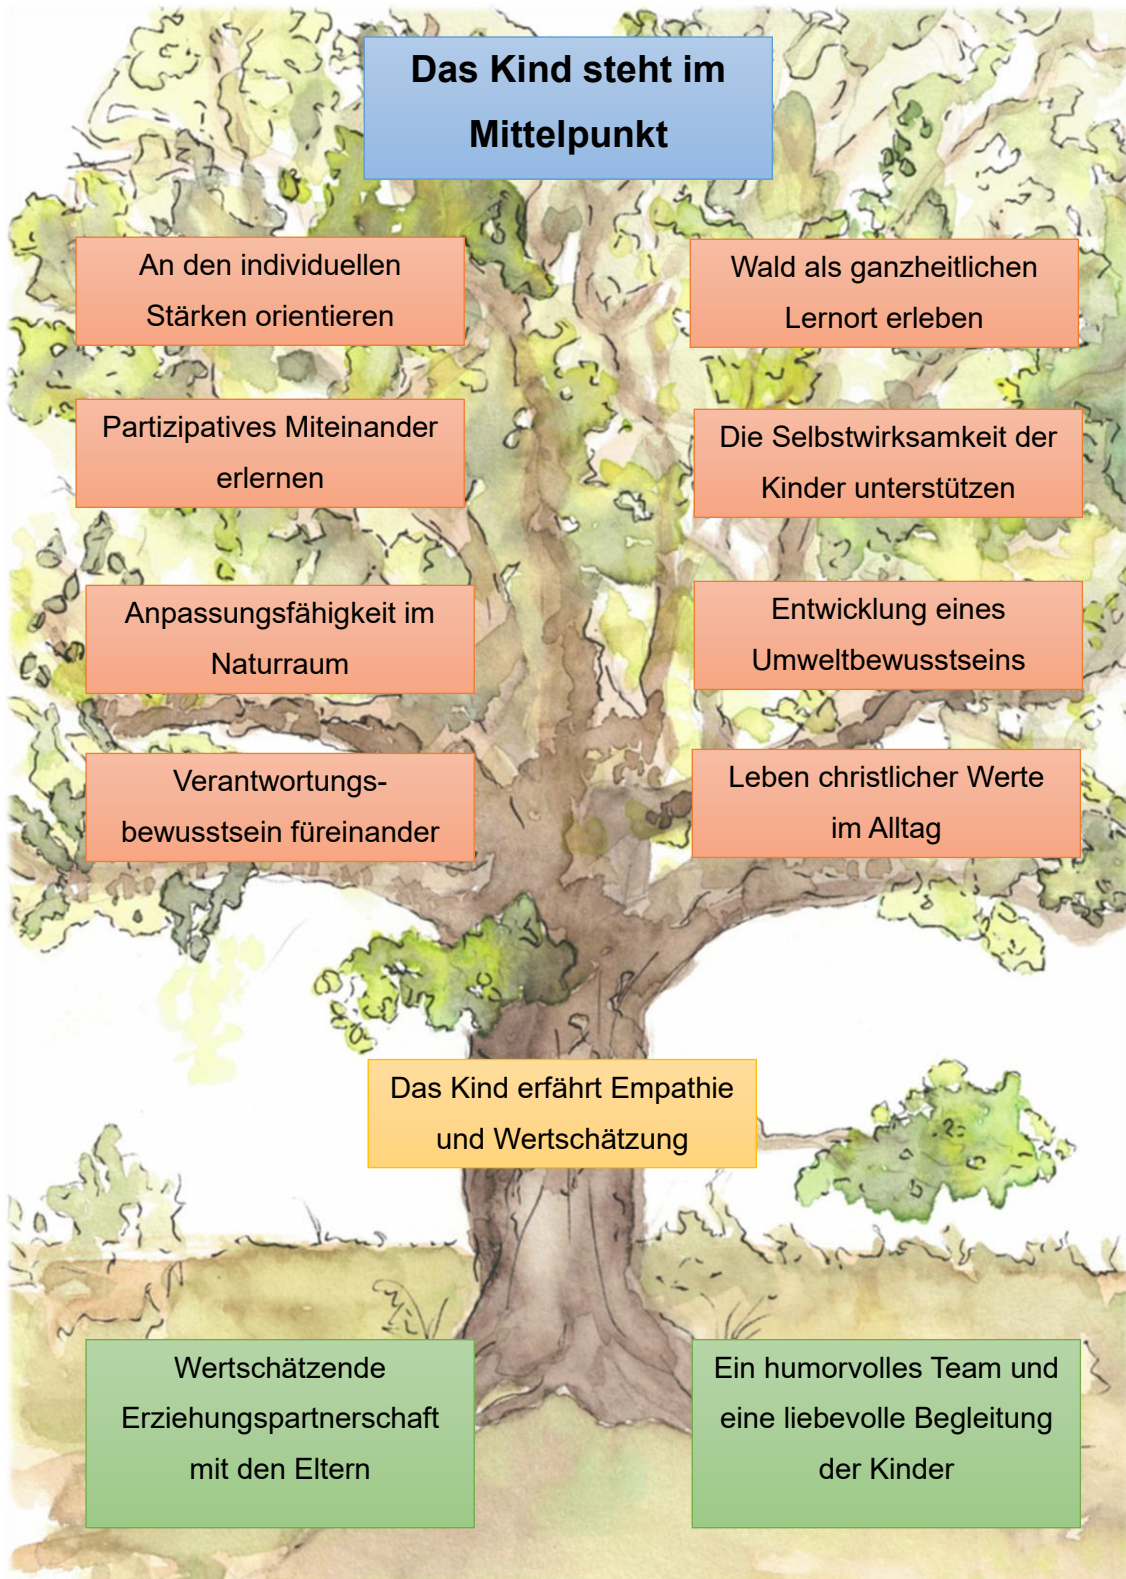 Das Kind steht im
Mittelpunkt
An den individuellen
Stärken orientieren
Wald als ganzheitlichen
Lernort erleben
Partizipatives Miteinander
erlernen
Die Selbstwirksamkeit der
Kinder unterstützen
Anpassungsfähigkeit im
Naturraum
Entwicklung eines
Umweltbewusstseins
Verantwortungs-
bewusstsein füreinander
Leben christlicher Werte
im Alltag
Das Kind erfährt Empathie
und Wertschätzung
Wertschätzende
Erziehungspartnerschaft
mit den Eltern
Ein humorvolles Team und
eine liebevolle Begleitung
der Kinder